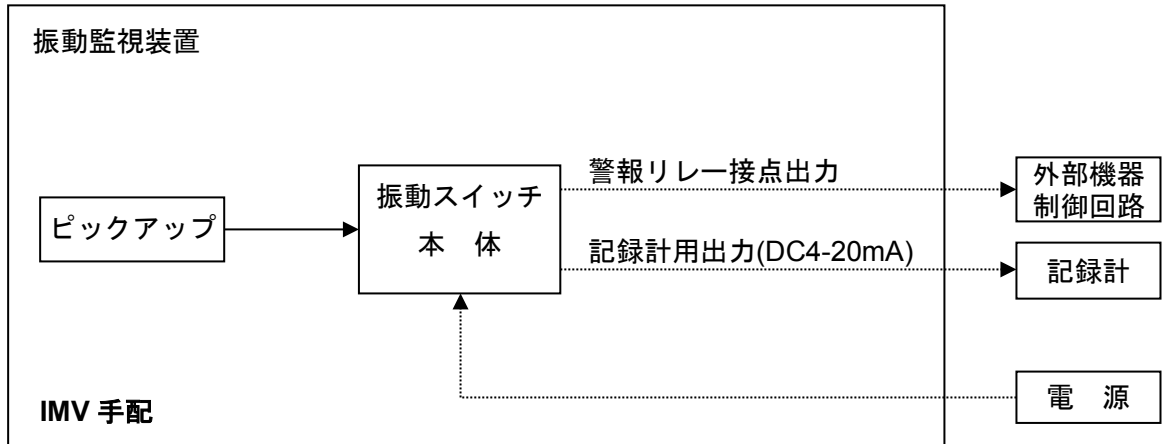 振動監視装置
ピックアップ
振動スイッチ
本　体
警報リレー接点出力
記録計用出力(DC4-20mA)
外部機器
制御回路
記録計
電　源
IMV 手配